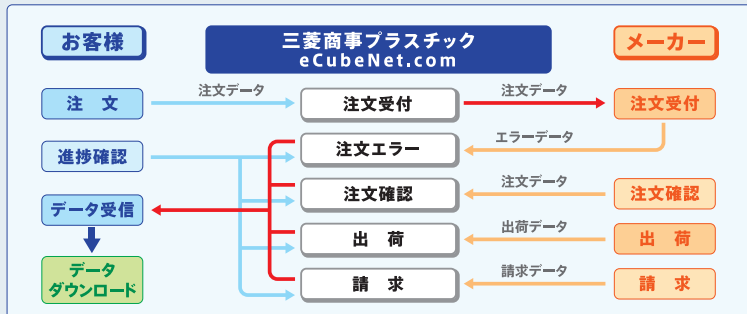 お客様
三菱商事プラスチック
eCubeNet.com
メーカー
注 文
注文データ
注文受付
注文データ
注文受付
進捗確認
注文エラー
エラーデータ
データ受信
注文確認
注文データ
注文確認
出 荷
出荷データ
出 荷
データ
ダウンロード
請 求
請求データ
請 求